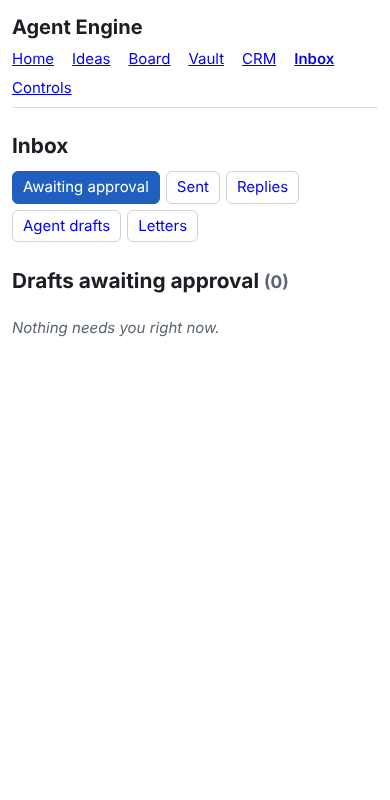 Agent Engine
Home Ideas Board Vault CRM Inbox
Controls
Inbox
Awaiting approval Sent Replies
Agent drafts Letters
Drafts awaiting approval (0)
Nothing needs you right now.